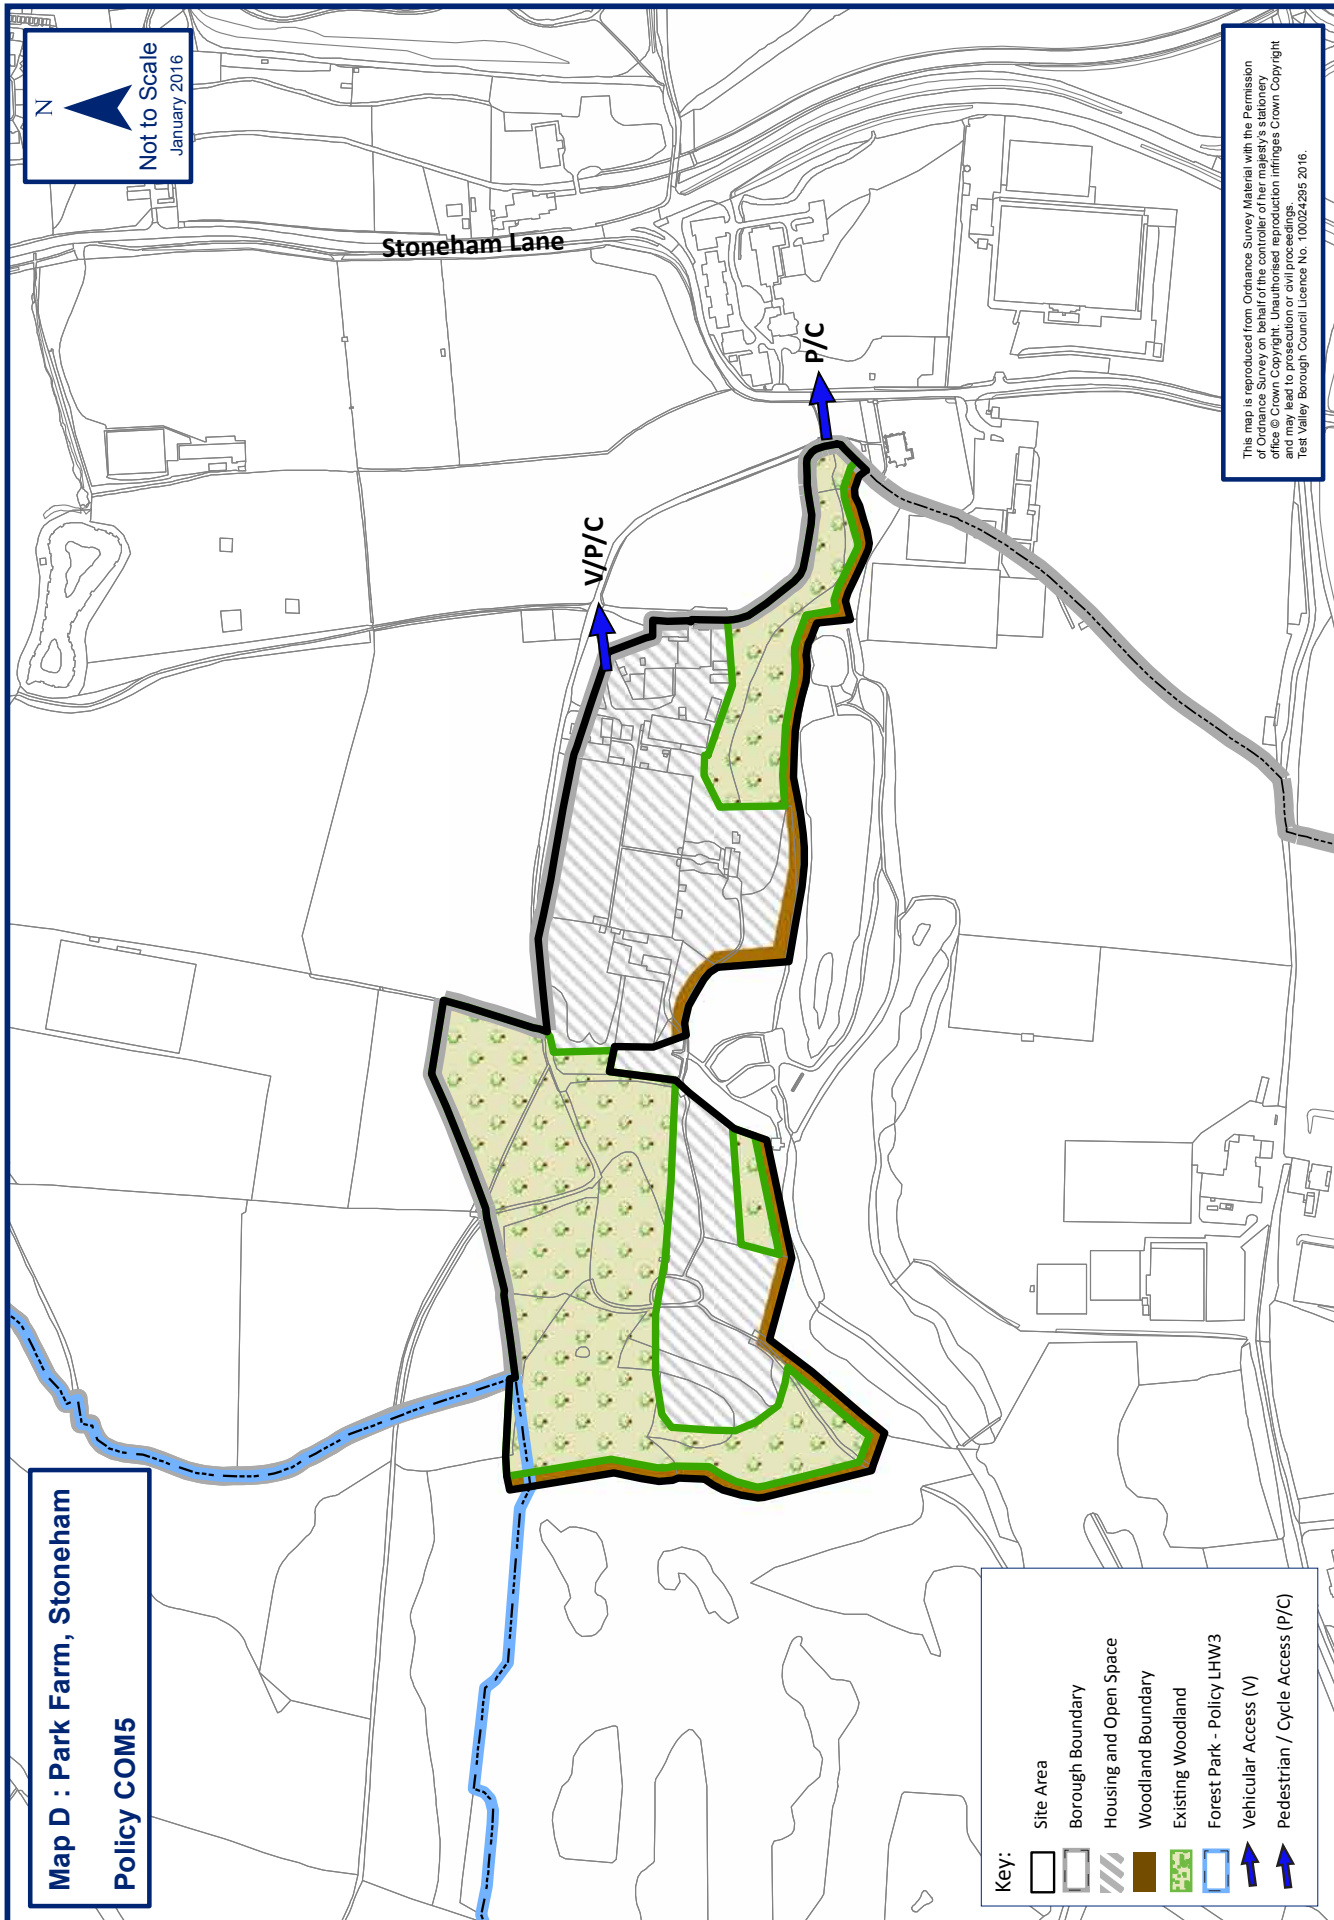 Map D : Park Farm, Stoneham
Policy COM5
N
Not to Scale
January 2016
Stoneham Lane
V/P/C
P/C
Key:
Site Area
Borough Boundary
Housing and Open Space
Woodland Boundary
Existing Woodland
Forest Park - Policy LHW3
Vehicular Access (V)
Pedestrian / Cycle Access (P/C)
This map is reproduced from Ordnance Survey Material with the Permission
of Ordnance Survey on behalf of the controller of her majesty's stationery
office © Crown Copyright. Unauthorised reproduction infringes Crown Copyright
and may lead to prosecution or civil proceedings.
Test Valley Borough Council Licence No. 100024295 2016.